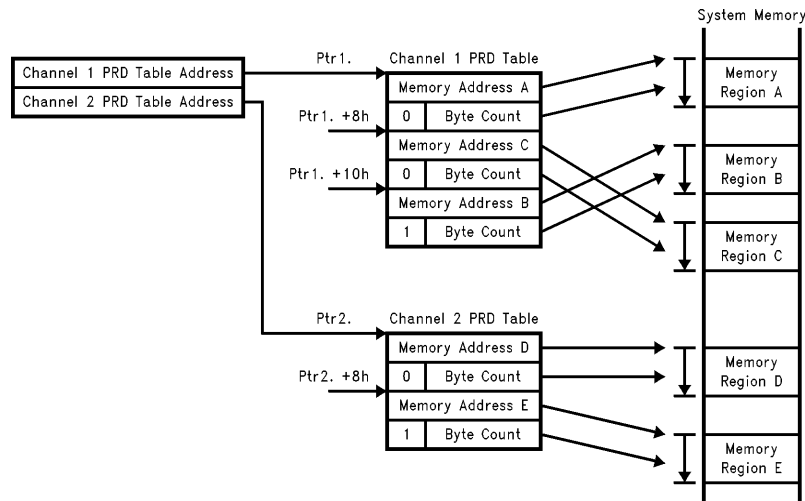 System Memory
Channel 1 PRD Table Address
Channel 2 PRD Table Address
Ptr1.
Channel 1 PRD Table
Memory Address A
0 Byte Count
Ptr1. +8h
Memory Address C
0 Byte Count
Ptr1. +10h
Memory Address B
1 Byte Count
Memory
Region A
Memory
Region B
Memory
Region C
Ptr2.
Channel 2 PRD Table
Memory Address D
0 Byte Count
Ptr2. +8h
Memory Address E
1 Byte Count
Memory
Region D
Memory
Region E